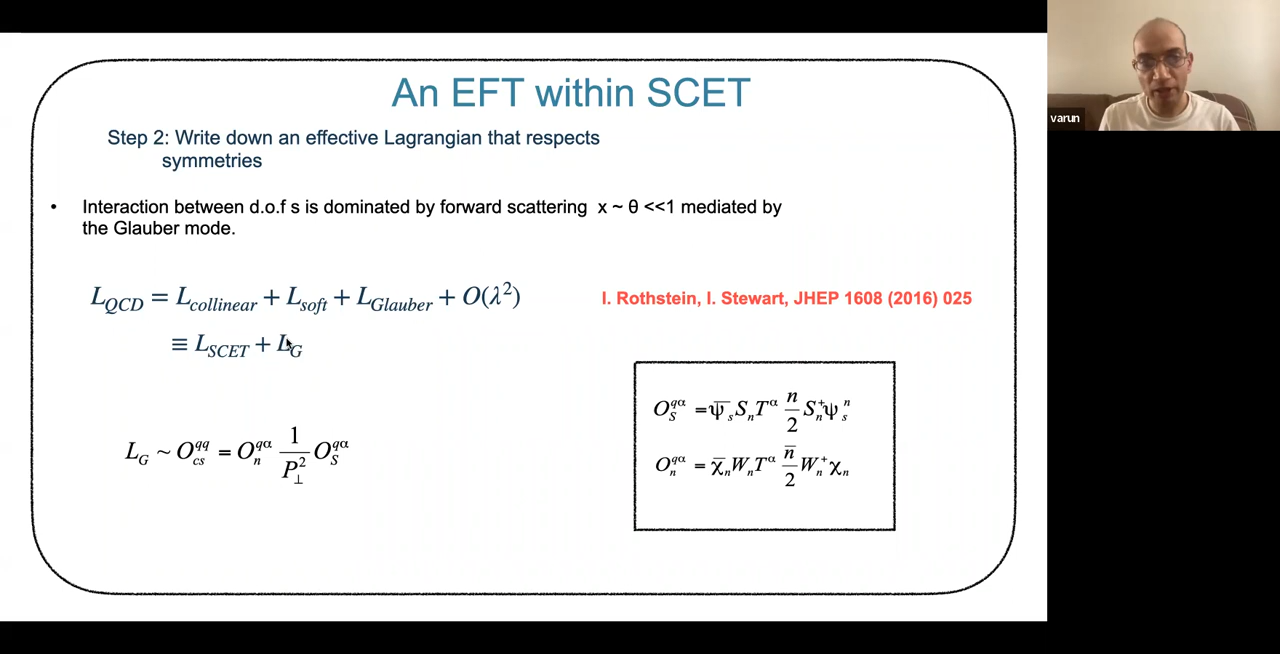 An EFT within SCET
Step 2: Write down an effective Lagrangian that respects
symmetries
• Interaction between d.o.f s is dominated by forward scattering x ~ θ <<1 mediated by
the Glauber mode.
L_QCD = L_collinear + L_soft + L_Glauber + O(λ²)
I. Rothstein, I. Stewart, JHEP 1608 (2016) 025
≡ L_SCET + L_G
L_G ~ O_cs^qq = O_n^qα 1/P_⊥^2 O_S^qα
O_S^qα = ψ̅_s S_n T^α n/2 S_n^+ ψ_s^n
O_n^qα = χ̅_n W_n T^α n̅/2 W_n^+ χ_n
varun